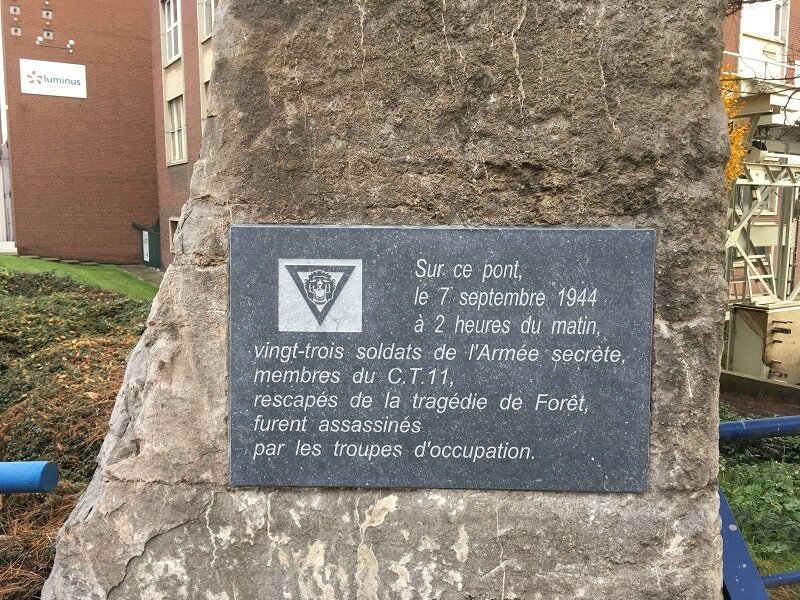 luminus
Sur ce pont,
le 7 septembre 1944
à 2 heures du matin,
vingt-trois soldats de l'Armée secrète,
membres du C.T.11,
rescapés de la tragédie de Forêt,
furent assassinés
par les troupes d'occupation.